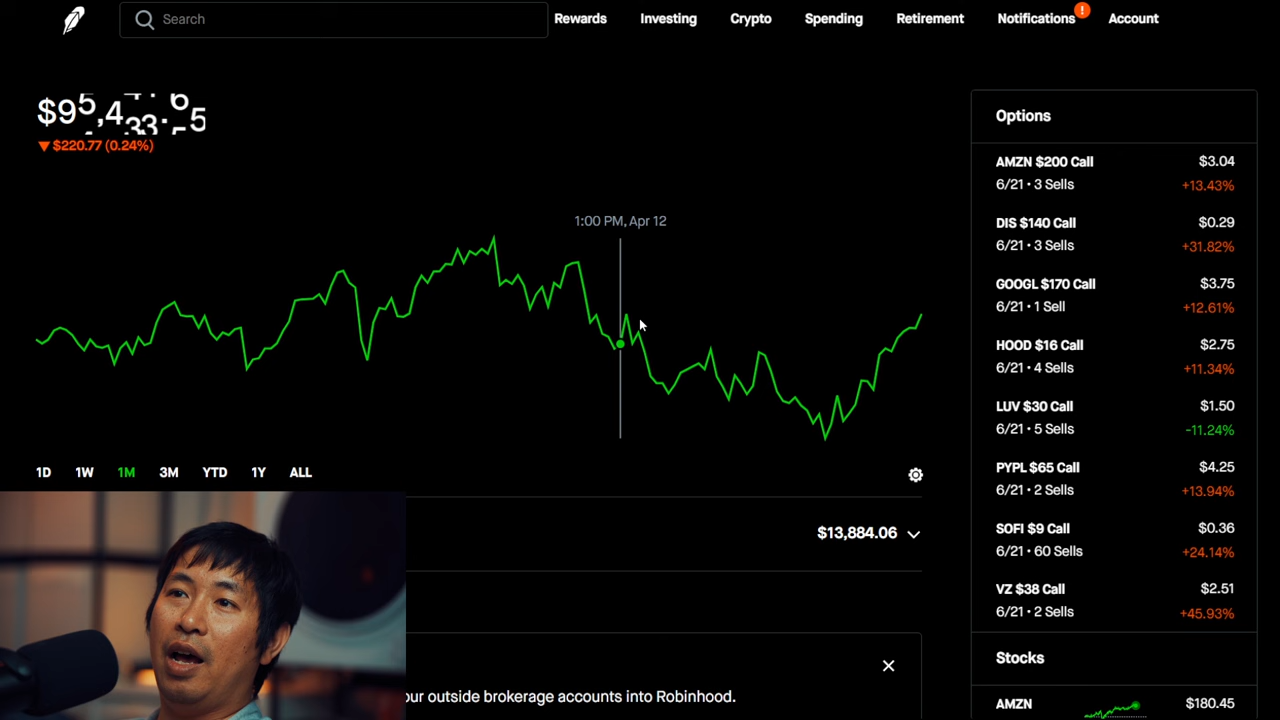 Search
Rewards Investing Crypto Spending Retirement Notifications ! Account
$220.77 (0.24%)
1:00 PM, Apr 12
1D 1W 1M 3M YTD 1Y ALL
$13,884.06
our outside brokerage accounts into Robinhood.
Options
AMZN $200 Call $3.04
6/21 • 3 Sells +13.43%
DIS $140 Call $0.29
6/21 • 3 Sells +31.82%
GOOGL $170 Call $3.75
6/21 • 1 Sell +12.61%
HOOD $16 Call $2.75
6/21 • 4 Sells +11.34%
LUV $30 Call $1.50
6/21 • 5 Sells -11.24%
PYPL $65 Call $4.25
6/21 • 2 Sells +13.94%
SOFI $9 Call $0.36
6/21 • 60 Sells +24.14%
VZ $38 Call $2.51
6/21 • 2 Sells +45.93%
Stocks
AMZN $180.45